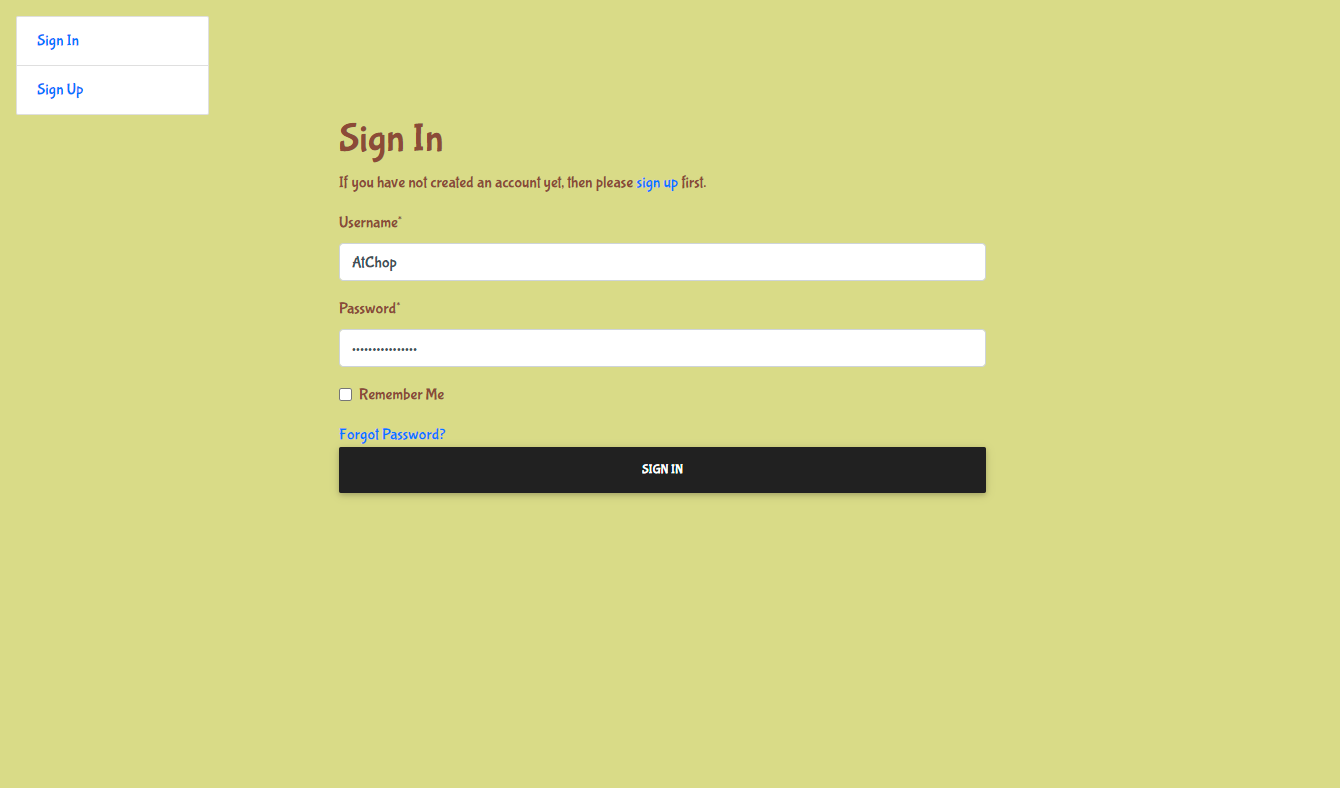 Sign In
Sign Up
Sign In
If you have not created an account yet, then please sign up first.
Username*
AtChop
Password*
••••••••••••••••
Remember Me
Forgot Password?
SIGN IN